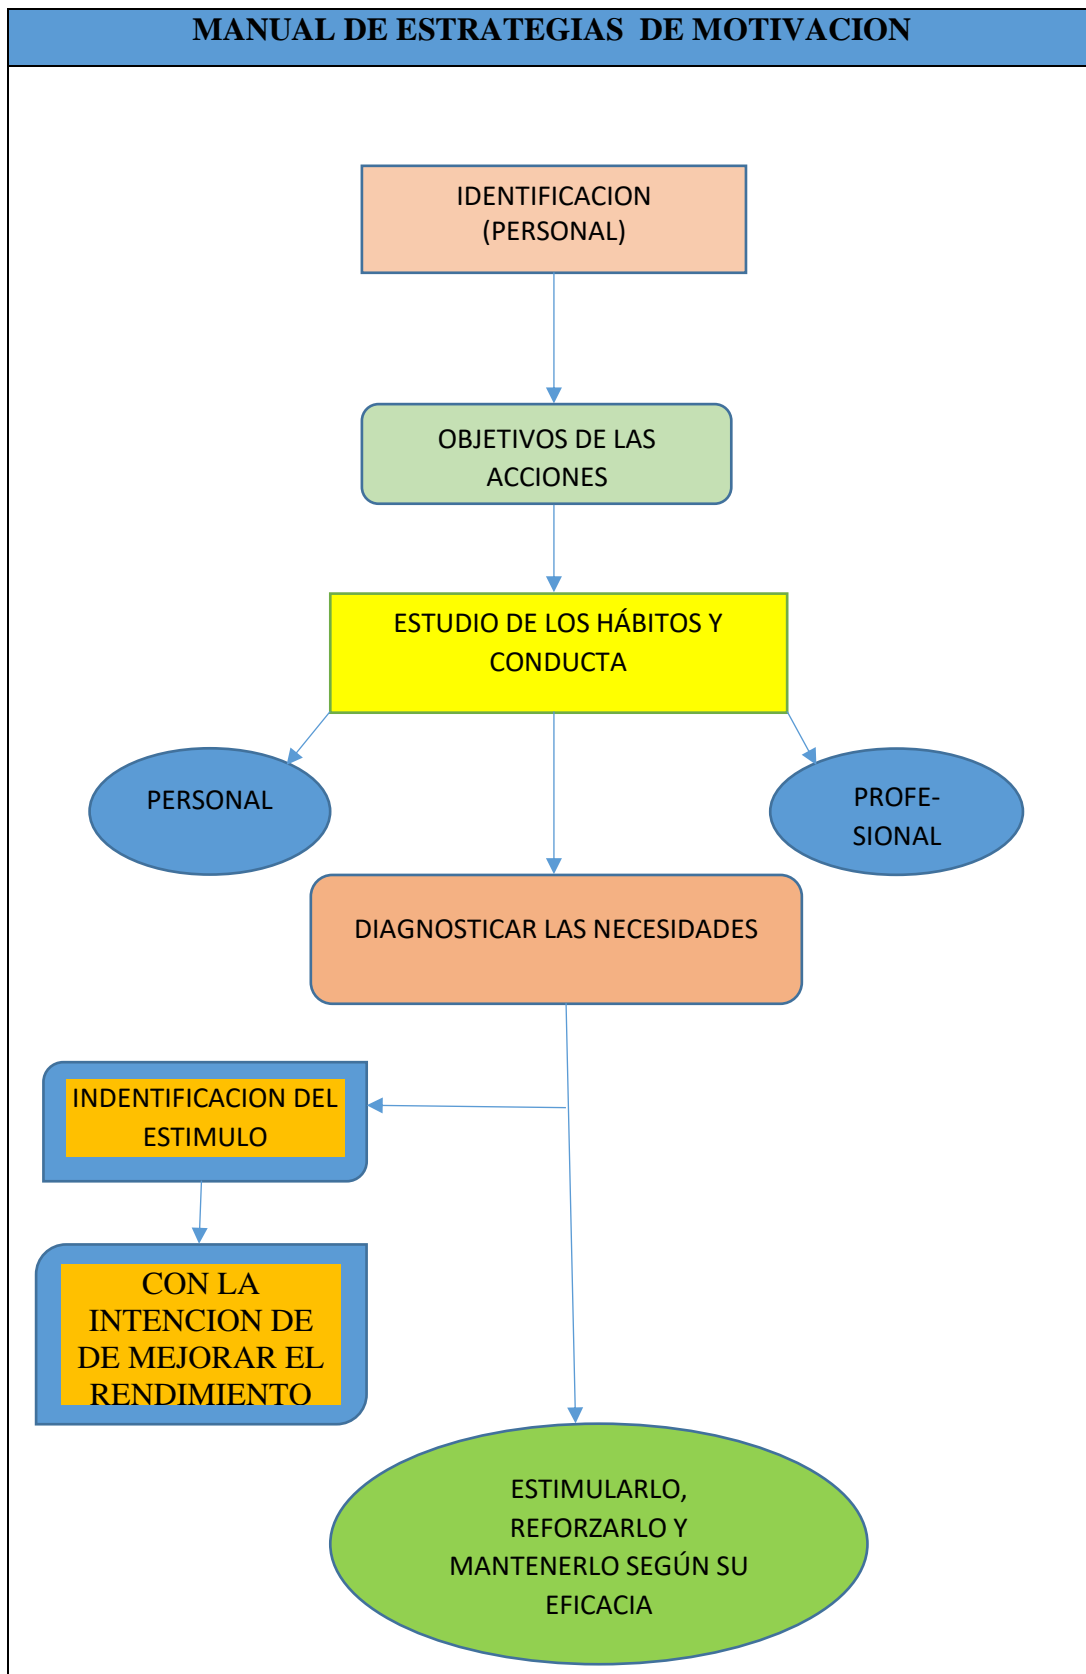 MANUAL DE ESTRATEGIAS  DE MOTIVACION
IDENTIFICACION
(PERSONAL)
OBJETIVOS DE LAS
ACCIONES
ESTUDIO DE LOS HÁBITOS Y
CONDUCTA
PERSONAL
PROFE-
SIONAL
DIAGNOSTICAR LAS NECESIDADES
INDENTIFICACION DEL
ESTIMULO
CON LA
INTENCION DE
DE MEJORAR EL
RENDIMIENTO
ESTIMULARLO,
REFORZARLO Y
MANTENERLO SEGÚN SU
EFICACIA